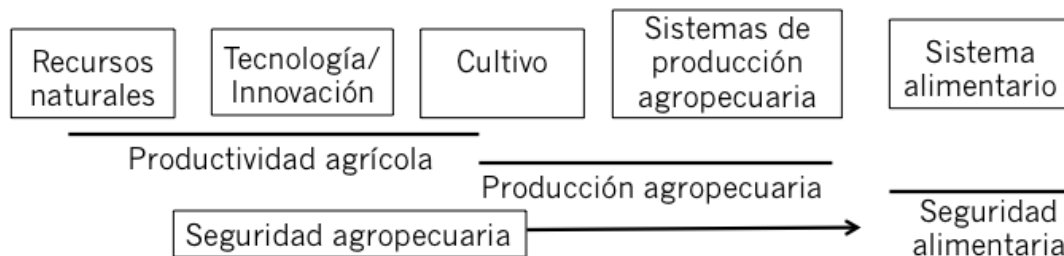 Recursos
naturales
Tecnología/
Innovación
Cultivo
Sistemas de
producción
agropecuaria
Sistema
alimentario
Productividad agrícola
Producción agropecuaria
Seguridad agropecuaria
Seguridad
alimentaria